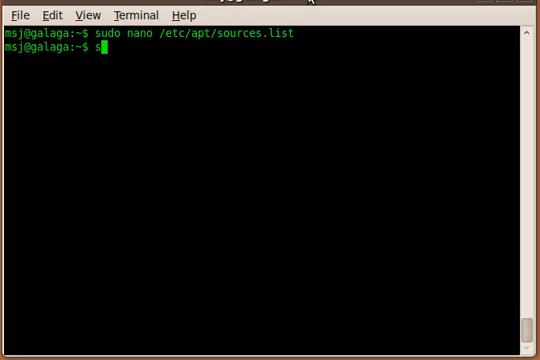 File Edit View Terminal Help
msj@galaga:~$ sudo nano /etc/apt/sources.list
msj@galaga:~$ s